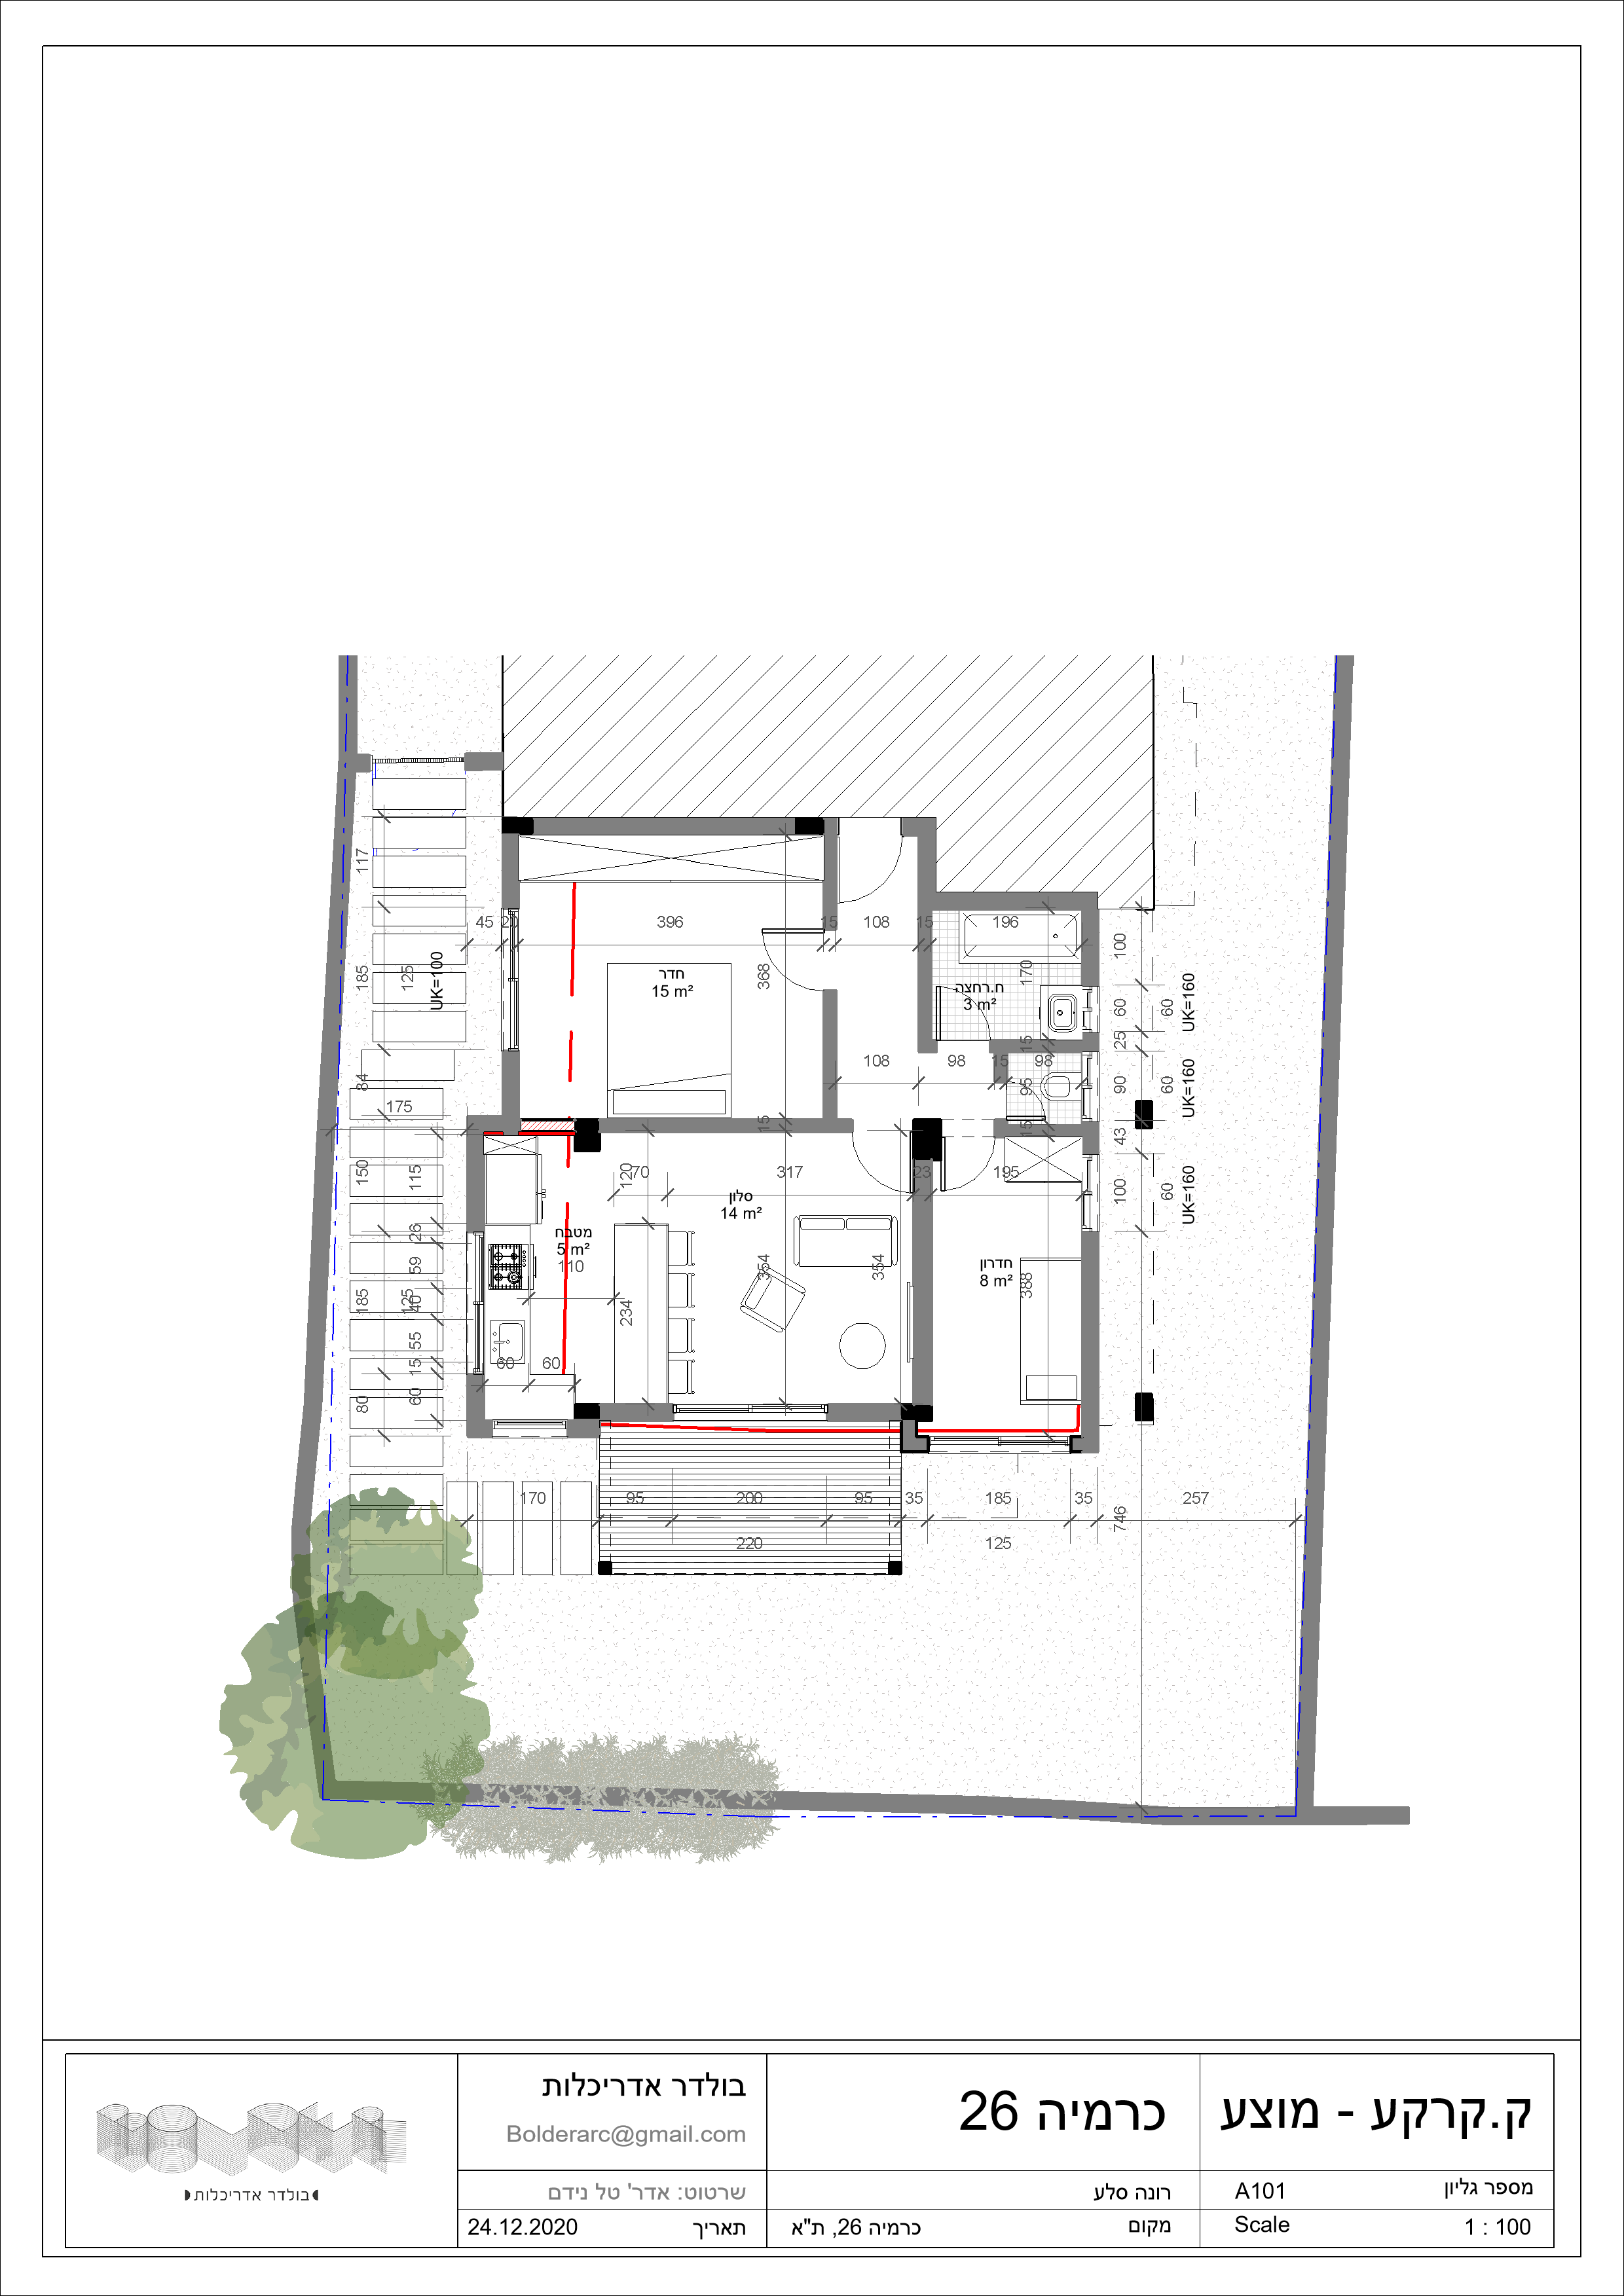 117
45
20
396
15
108
15
196
100
185
125
UK=100
חדר
15 m²
368
170
ח.רחצה
3 m²
60
60
UK=160
25
15
108
98
15
98
84
95
90
60
UK=160
175
15
15
43
150
115
120
70
317
23
195
100
60
UK=160
סלון
14 m²
26
מטבח
5 m²
110
59
354
354
חדרון
8 m²
388
185
125
40
234
55
15
60
60
80
60
170
95
200
95
35
185
35
746
257
220
125
בולדר אדריכלות
בולדר אדריכלות
Bolderarc@gmail.com
שרטוט: אדר' טל נידם
תאריך
24.12.2020
כרמיה 26
רונה סלע
מקום
כרמיה 26, ת"א
ק.קרקע - מוצע
מספר גליון
A101
Scale
1 : 100